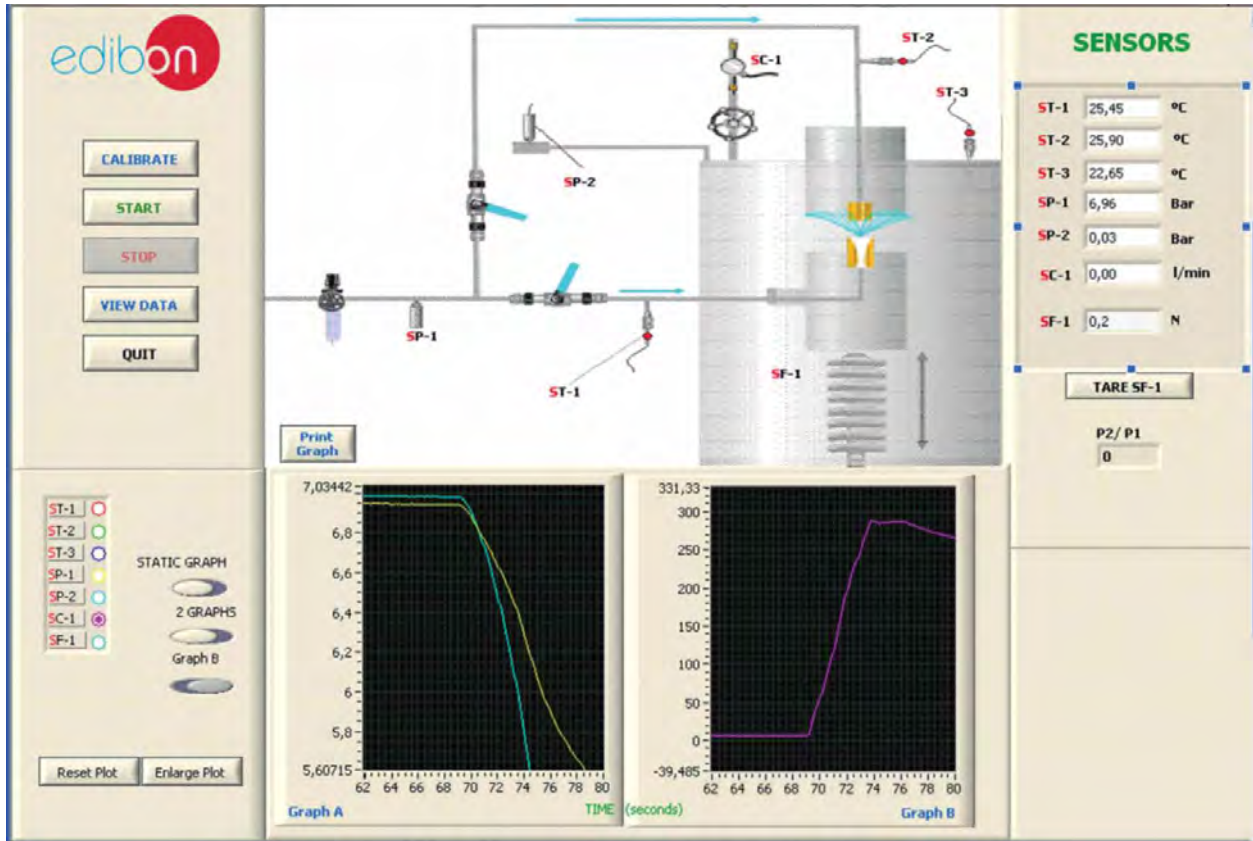 edibon
CALIBRATE
START
STOP
VIEW DATA
QUIT
ST-2
SC-1
ST-3
SP-2
SP-1
ST-1
SF-1
Print
Graph
SENSORS
ST-1 25,45 ºC
ST-2 25,90 ºC
ST-3 22,65 ºC
SP-1 6,96 Bar
SP-2 0,03 Bar
SC-1 0,00 l/min
SF-1 0,2 N
TARE SF-1
P2/ P1
0
ST-1
ST-2
ST-3
SP-1
SP-2
SC-1
SF-1
STATIC GRAPH
2 GRAPHS
Graph B
Reset Plot
Enlarge Plot
7,03442
6,8
6,6
6,4
6,2
6
5,8
5,60715
62 64 66 68 70 72 74 76 78 80
Graph A
TIME (seconds)
331,33
300
250
200
150
100
50
0
-39,485
62 64 66 68 70 72 74 76 78 80
Graph B